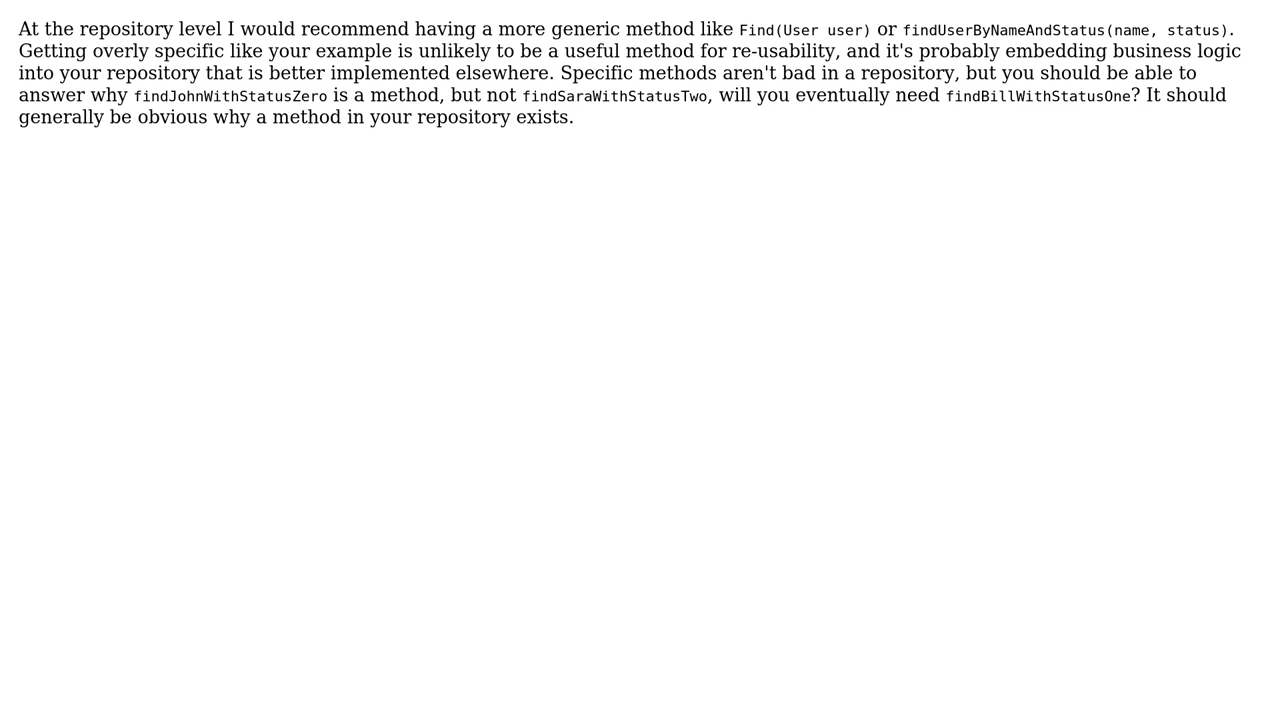 At the repository level I would recommend having a more generic method like Find(User user) or findUserByNameAndStatus(name, status).
Getting overly specific like your example is unlikely to be a useful method for re-usability, and it's probably embedding business logic
into your repository that is better implemented elsewhere. Specific methods aren't bad in a repository, but you should be able to
answer why findJohnWithStatusZero is a method, but not findSaraWithStatusTwo, will you eventually need findBillWithStatusOne? It should
generally be obvious why a method in your repository exists.